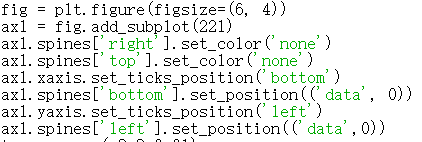 fig = plt.figure(figsize=(6, 4))
ax1 = fig.add_subplot(221)
ax1.spines['right'].set_color('none')
ax1.spines['top'].set_color('none')
ax1.xaxis.set_ticks_position('bottom')
ax1.spines['bottom'].set_position(('data', 0))
ax1.yaxis.set_ticks_position('left')
ax1.spines['left'].set_position(('data',0))